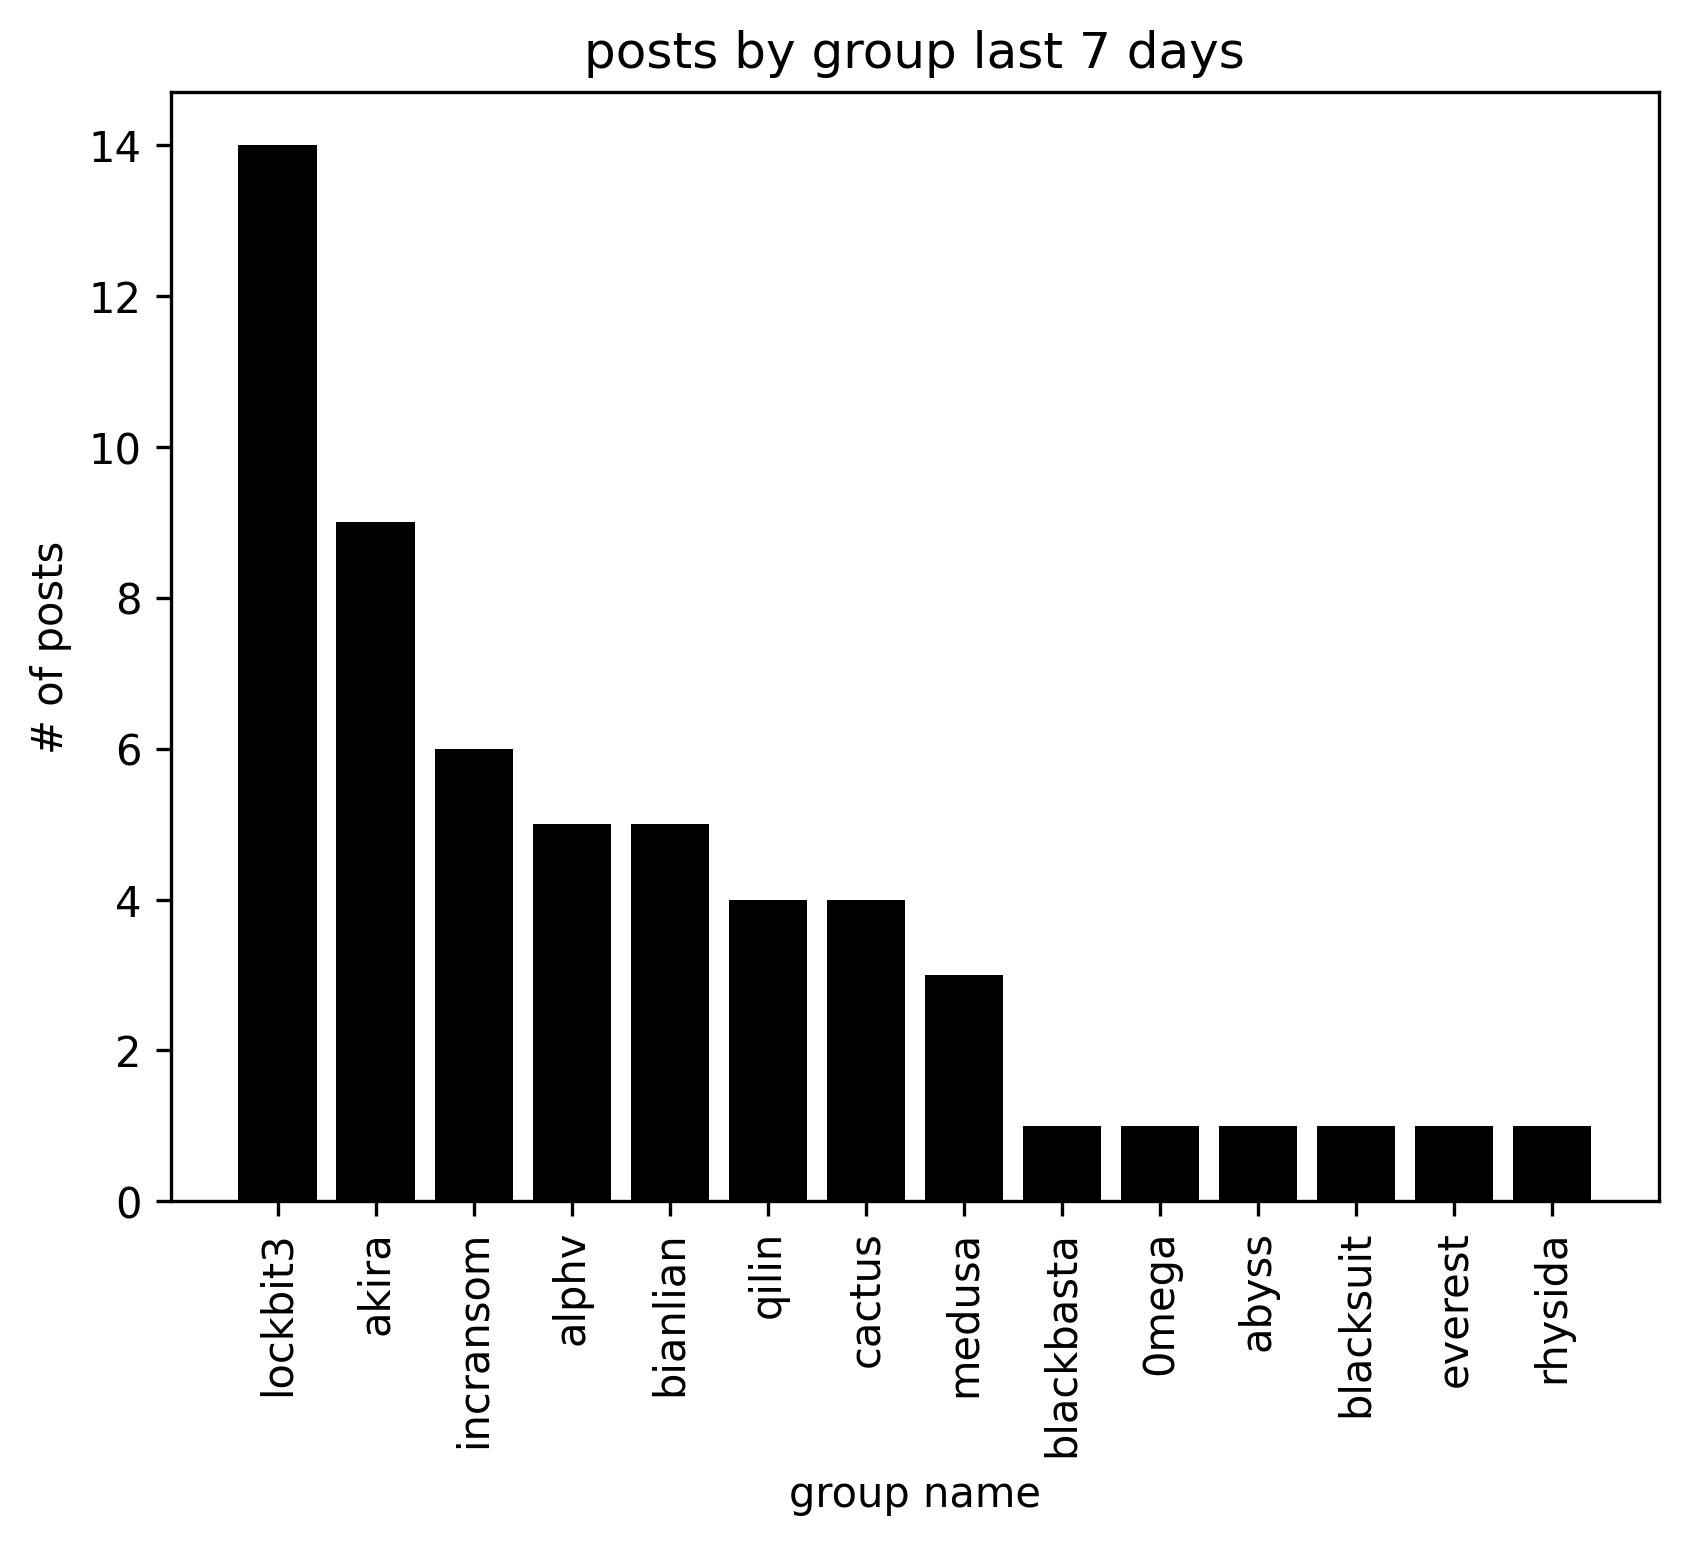 posts by group last 7 days
# of posts
14
12
10
8
6
4
2
0
lockbit3
akira
incransom
alphv
bianlian
qilin
cactus
medusa
blackbasta
0mega
abyss
blacksuit
everest
rhysida
group name